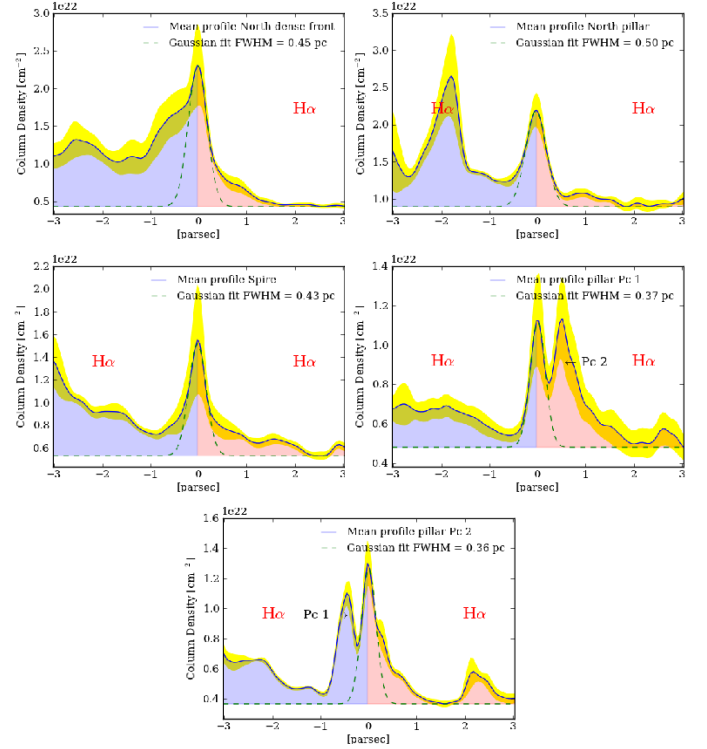 1e22
Mean profile North dense front
Gaussian fit FWHM = 0.45 pc
Hα
Column Density [cm⁻²]
3.0
2.5
2.0
1.5
1.0
0.5
−3 −2 −1 0 1 2 3
[parsec]
1e22
Mean profile North pillar
Gaussian fit FWHM = 0.50 pc
Hα Hα
Column Density [cm⁻²]
3.5
3.0
2.5
2.0
1.5
1.0
−3 −2 −1 0 1 2 3
[parsec]
1e22
Mean profile Spire
Gaussian fit FWHM = 0.43 pc
Hα Hα
Column Density [cm⁻²]
2.2
2.0
1.8
1.6
1.4
1.2
1.0
0.8
0.6
−3 −2 −1 0 1 2 3
[parsec]
1e22
Mean profile pillar Pc 1
Gaussian fit FWHM = 0.37 pc
Hα Pc 2 Hα
Column Density [cm⁻²]
1.4
1.2
1.0
0.8
0.6
0.4
−3 −2 −1 0 1 2 3
[parsec]
1e22
Mean profile pillar Pc 2
Gaussian fit FWHM = 0.36 pc
Hα Pc 1 Hα
Column Density [cm⁻²]
1.6
1.4
1.2
1.0
0.8
0.6
0.4
−3 −2 −1 0 1 2 3
[parsec]